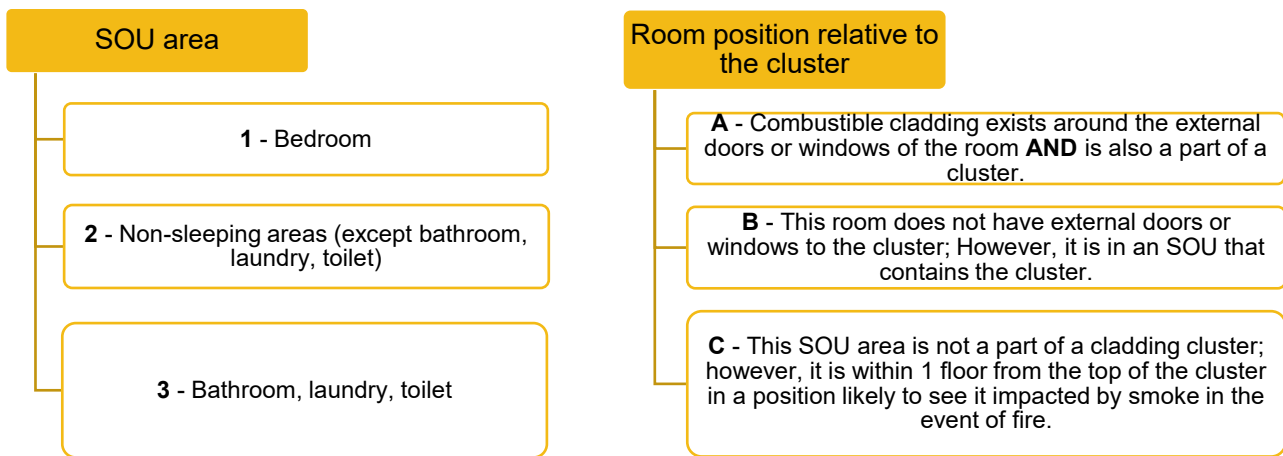 SOU area
1 - Bedroom
2 - Non-sleeping areas (except bathroom,
laundry, toilet)
3 - Bathroom, laundry, toilet
Room position relative to
the cluster
A - Combustible cladding exists around the external
doors or windows of the room AND is also a part of a
cluster.
B - This room does not have external doors or
windows to the cluster; However, it is in an SOU that
contains the cluster.
C - This SOU area is not a part of a cladding cluster;
however, it is within 1 floor from the top of the cluster
in a position likely to see it impacted by smoke in the
event of fire.